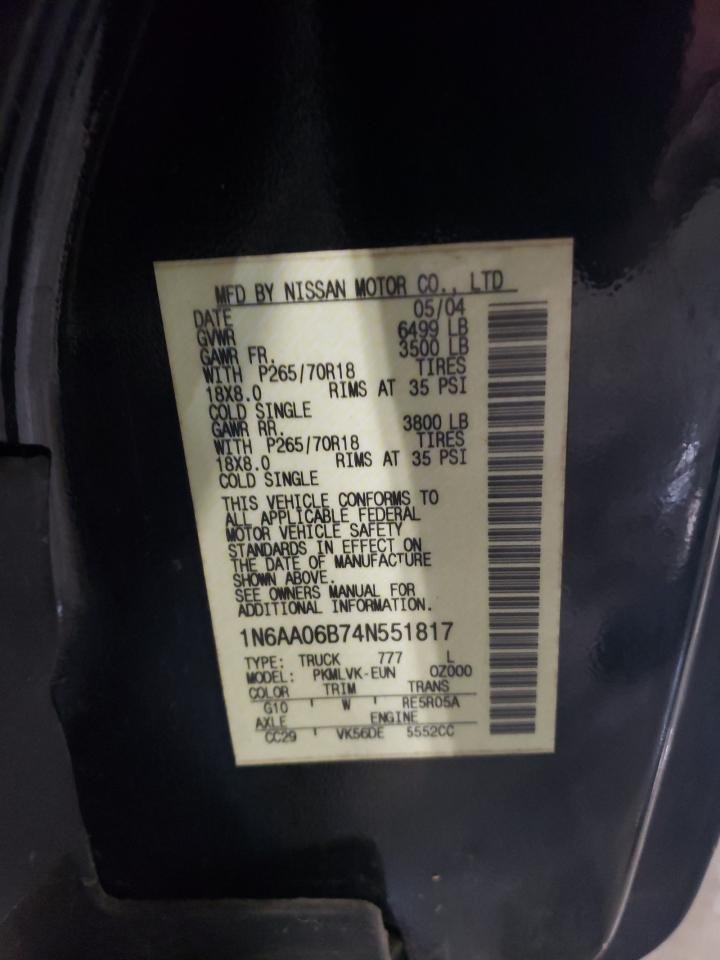 MFD BY NISSAN MOTOR CO., LTD
DATE 05/04
GVWR 6499 LB
GAWR FR. 3500 LB
WITH P265/70R18 TIRES
18X8.0 RIMS AT 35 PSI
COLD SINGLE
GAWR RR. 3800 LB
WITH P265/70R18 TIRES
18X8.0 RIMS AT 35 PSI
COLD SINGLE
THIS VEHICLE CONFORMS TO
ALL APPLICABLE FEDERAL
MOTOR VEHICLE SAFETY
STANDARDS IN EFFECT ON
THE DATE OF MANUFACTURE
SHOWN ABOVE.
SEE OWNERS MANUAL FOR
ADDITIONAL INFORMATION.
1N6AA06B74N551817
TYPE: TRUCK 777 L
MODEL: PKMLVK-EUN 0Z000
COLOR TRIM TRANS
G10 W RE5R05A
AXLE ENGINE
CC29 VK56DE 5552CC